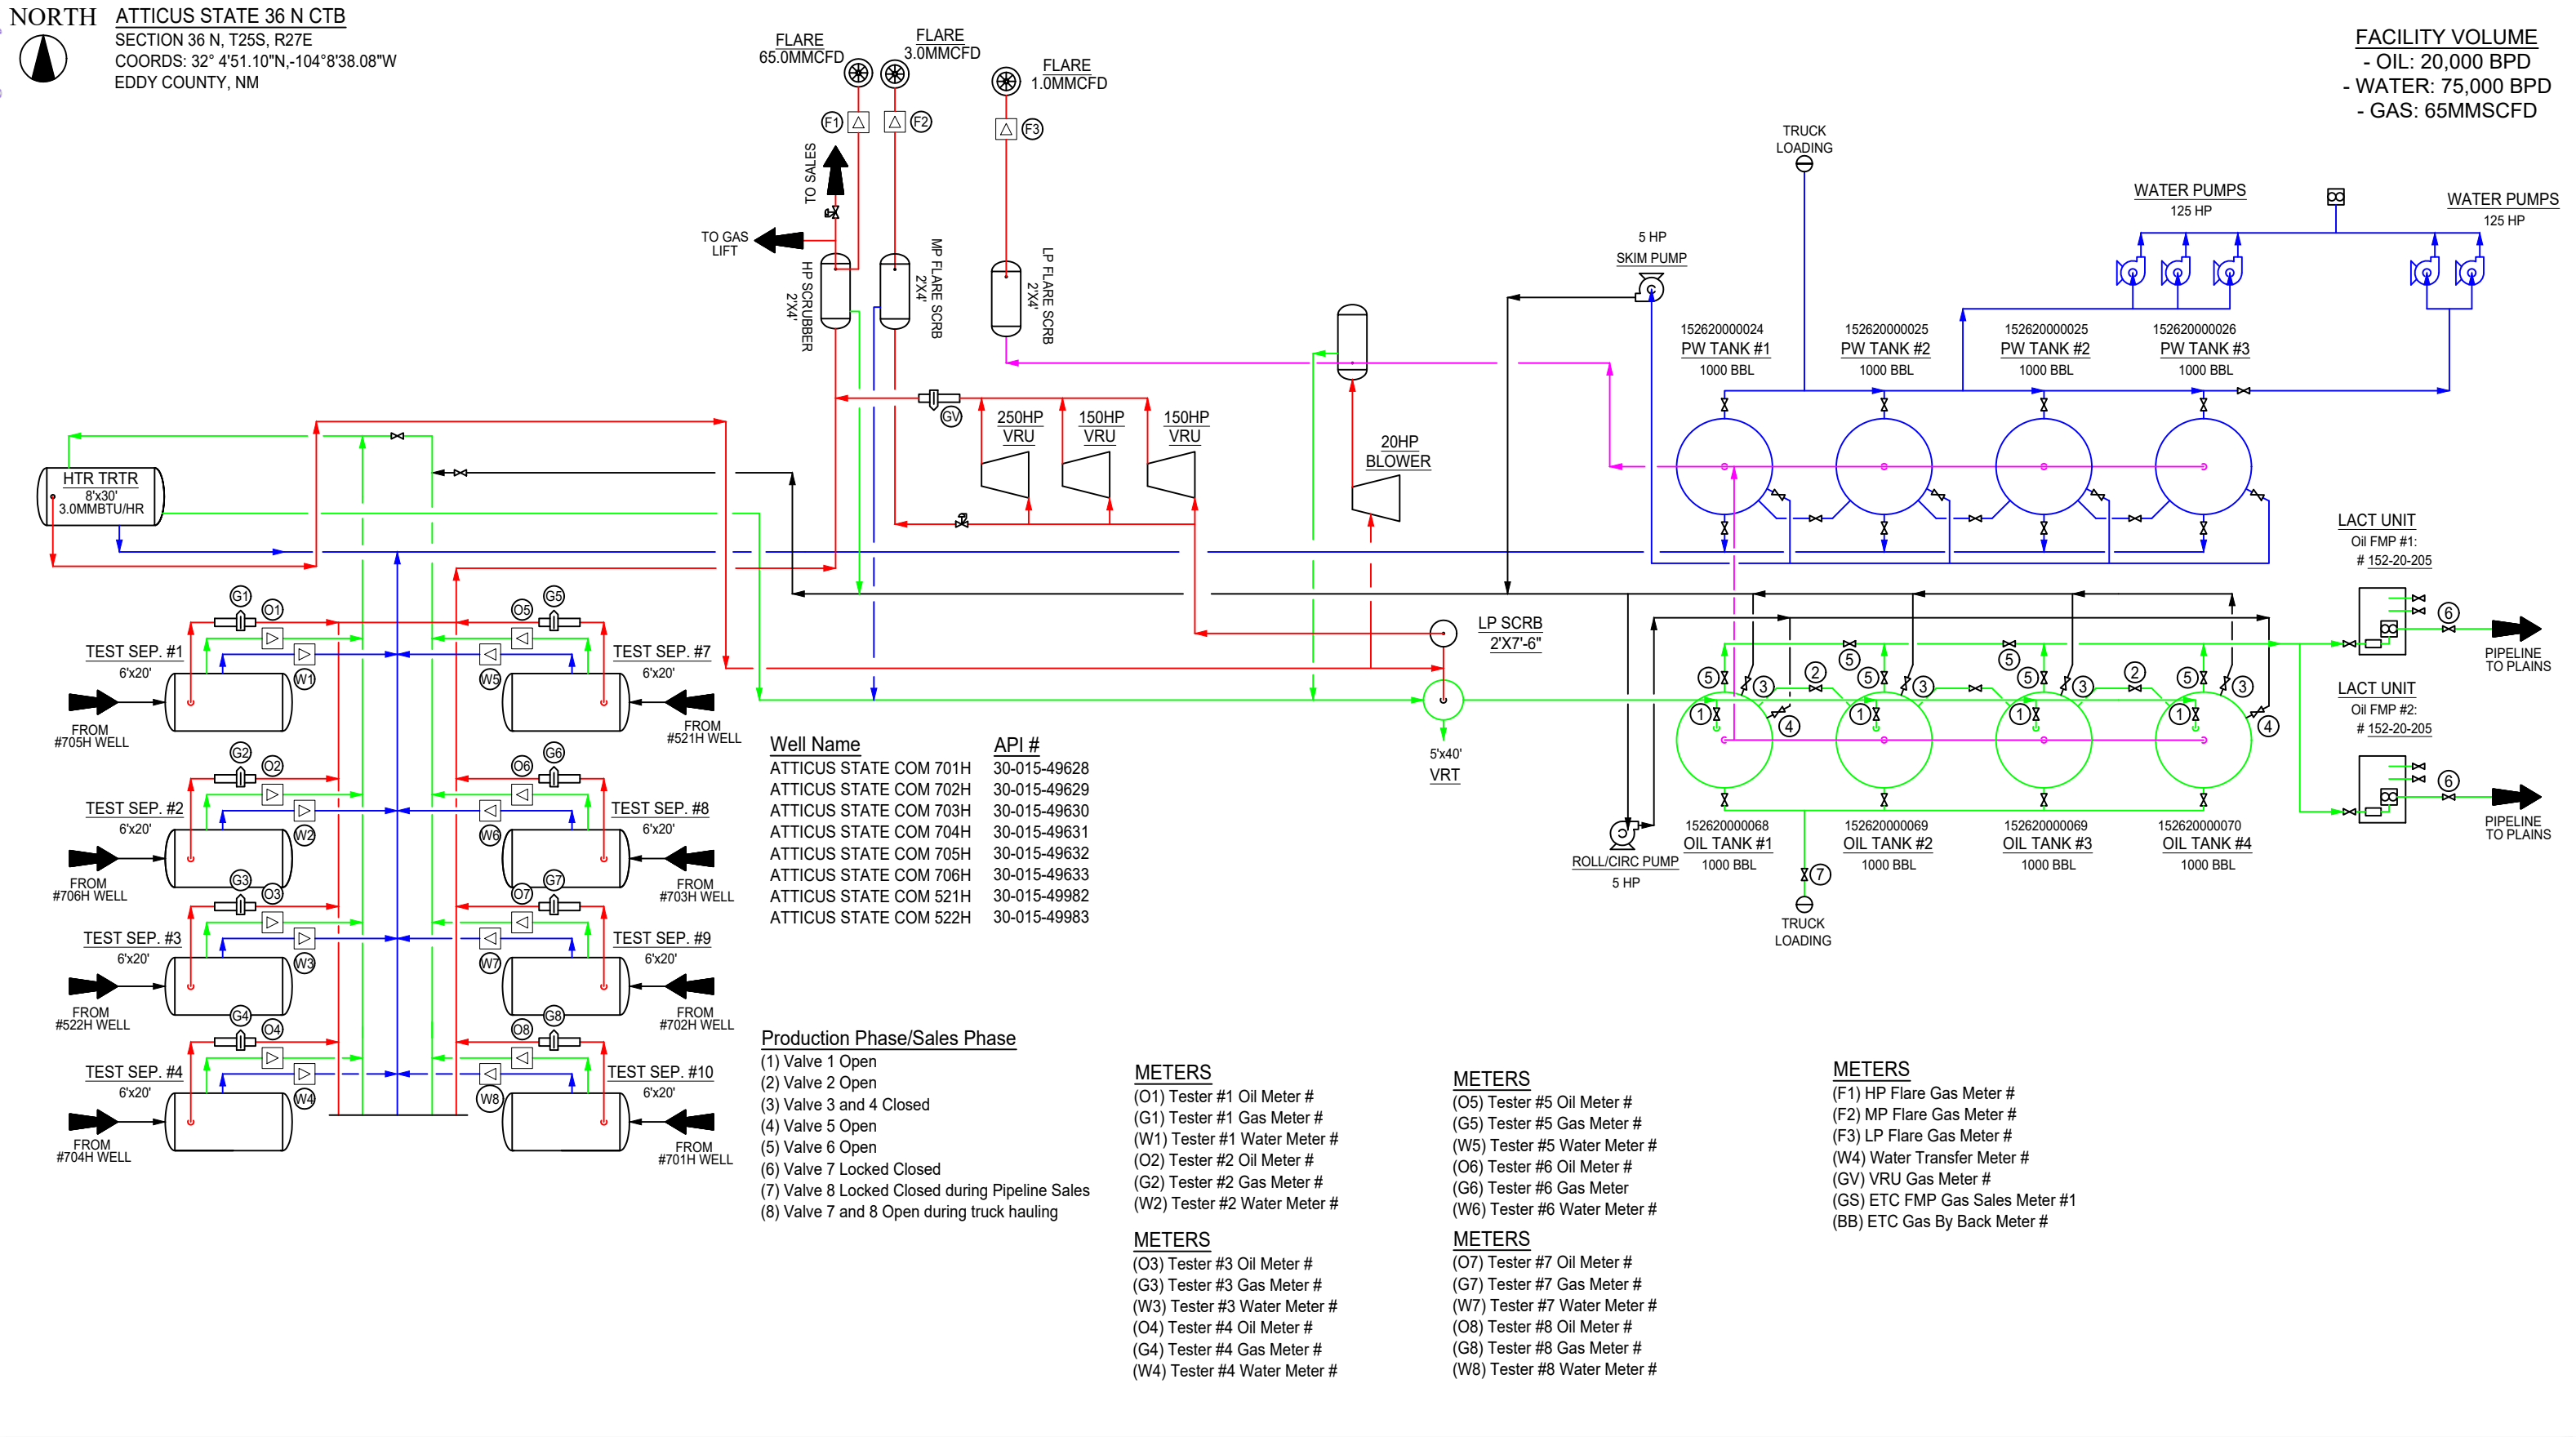 NORTH
ATTICUS STATE 36 N CTB
SECTION 36 N, T25S, R27E
COORDS: 32° 4'51.10"N,-104°8'38.08"W
EDDY COUNTY, NM
FACILITY VOLUME
- OIL: 20,000 BPD
- WATER: 75,000 BPD
- GAS: 65MMSCFD
FLARE
65.0MMCFD
FLARE
3.0MMCFD
FLARE
1.0MMCFD
F1
F2
F3
TO SALES
TO GAS
LIFT
HP SCRUBBER
2'X4'
MP FLARE SCRB
2'X4'
LP FLARE SCRB
2'X4'
TRUCK
LOADING
WATER PUMPS
125 HP
WATER PUMPS
125 HP
5 HP
SKIM PUMP
152620000024
PW TANK #1
1000 BBL
152620000025
PW TANK #2
1000 BBL
152620000025
PW TANK #2
1000 BBL
152620000026
PW TANK #3
1000 BBL
GV
250HP
VRU
150HP
VRU
150HP
VRU
20HP
BLOWER
HTR TRTR
8'x30'
3.0MMBTU/HR
LACT UNIT
Oil FMP #1:
# 152-20-205
6
PIPELINE
TO PLAINS
LACT UNIT
Oil FMP #2:
# 152-20-205
6
PIPELINE
TO PLAINS
LP SCRB
2'X7'-6"
5'x40'
VRT
G1
O1
W1
TEST SEP. #1
6'x20'
FROM
#705H WELL
G5
O5
W5
TEST SEP. #7
6'x20'
FROM
#521H WELL
G2
O2
W2
TEST SEP. #2
6'x20'
FROM
#706H WELL
G6
O6
W6
TEST SEP. #8
6'x20'
FROM
#703H WELL
G3
O3
W3
TEST SEP. #3
6'x20'
FROM
#522H WELL
G7
O7
W7
TEST SEP. #9
6'x20'
FROM
#702H WELL
G4
O4
W4
TEST SEP. #4
6'x20'
FROM
#704H WELL
G8
O8
W8
TEST SEP. #10
6'x20'
FROM
#701H WELL
5
3
2
5
5
3
5
5
3
2
5
3
1
4
1
1
1
4
152620000068
OIL TANK #1
1000 BBL
152620000069
OIL TANK #2
1000 BBL
152620000069
OIL TANK #3
1000 BBL
152620000070
OIL TANK #4
1000 BBL
ROLL/CIRC PUMP
5 HP
7
TRUCK
LOADING
Well Name API #
ATTICUS STATE COM 701H 30-015-49628
ATTICUS STATE COM 702H 30-015-49629
ATTICUS STATE COM 703H 30-015-49630
ATTICUS STATE COM 704H 30-015-49631
ATTICUS STATE COM 705H 30-015-49632
ATTICUS STATE COM 706H 30-015-49633
ATTICUS STATE COM 521H 30-015-49982
ATTICUS STATE COM 522H 30-015-49983
Production Phase/Sales Phase
(1) Valve 1 Open
(2) Valve 2 Open
(3) Valve 3 and 4 Closed
(4) Valve 5 Open
(5) Valve 6 Open
(6) Valve 7 Locked Closed
(7) Valve 8 Locked Closed during Pipeline Sales
(8) Valve 7 and 8 Open during truck hauling
METERS
(O1) Tester #1 Oil Meter #
(G1) Tester #1 Gas Meter #
(W1) Tester #1 Water Meter #
(O2) Tester #2 Oil Meter #
(G2) Tester #2 Gas Meter #
(W2) Tester #2 Water Meter #
METERS
(O3) Tester #3 Oil Meter #
(G3) Tester #3 Gas Meter #
(W3) Tester #3 Water Meter #
(O4) Tester #4 Oil Meter #
(G4) Tester #4 Gas Meter #
(W4) Tester #4 Water Meter #
METERS
(O5) Tester #5 Oil Meter #
(G5) Tester #5 Gas Meter #
(W5) Tester #5 Water Meter #
(O6) Tester #6 Oil Meter #
(G6) Tester #6 Gas Meter
(W6) Tester #6 Water Meter #
METERS
(O7) Tester #7 Oil Meter #
(G7) Tester #7 Gas Meter #
(W7) Tester #7 Water Meter #
(O8) Tester #8 Oil Meter #
(G8) Tester #8 Gas Meter #
(W8) Tester #8 Water Meter #
METERS
(F1) HP Flare Gas Meter #
(F2) MP Flare Gas Meter #
(F3) LP Flare Gas Meter #
(W4) Water Transfer Meter #
(GV) VRU Gas Meter #
(GS) ETC FMP Gas Sales Meter #1
(BB) ETC Gas By Back Meter #